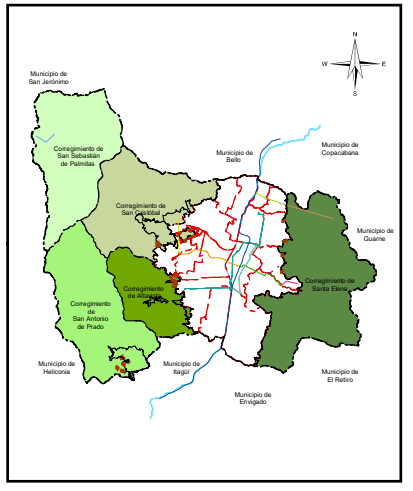 N
W
E
S
Municipio de
San Jerónimo
Corregimiento de
San Sebastián
de Palmitas
Municipio de
Bello
Municipio de
Copacabana
Corregimiento de
San Cristóbal
Municipio de
Guarne
Corregimiento
de Altavista
Corregimiento de
Santa Elena
Corregimiento
de
San Antonio
de Prado
Municipio de
Heliconia
Municipio de
Itagüí
Municipio de
El Retiro
Municipio de
Envigado